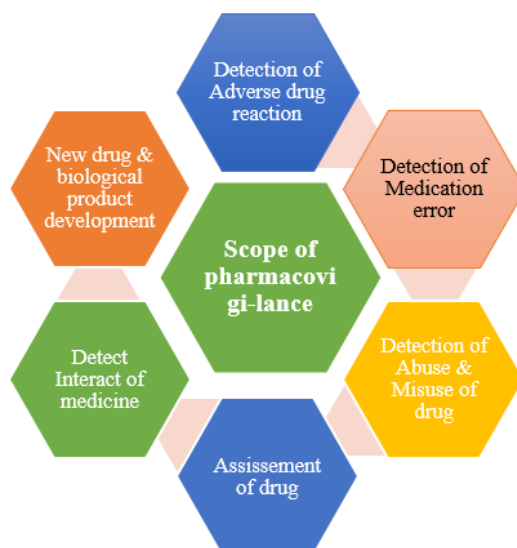 Detection of
Adverse drug
reaction
New drug &
biological
product
development
Detection of
Medication
error
Scope of
pharmacovi
gi-lance
Detect
Interact of
medicine
Detection of
Abuse &
Misuse of
drug
Assissement
of drug